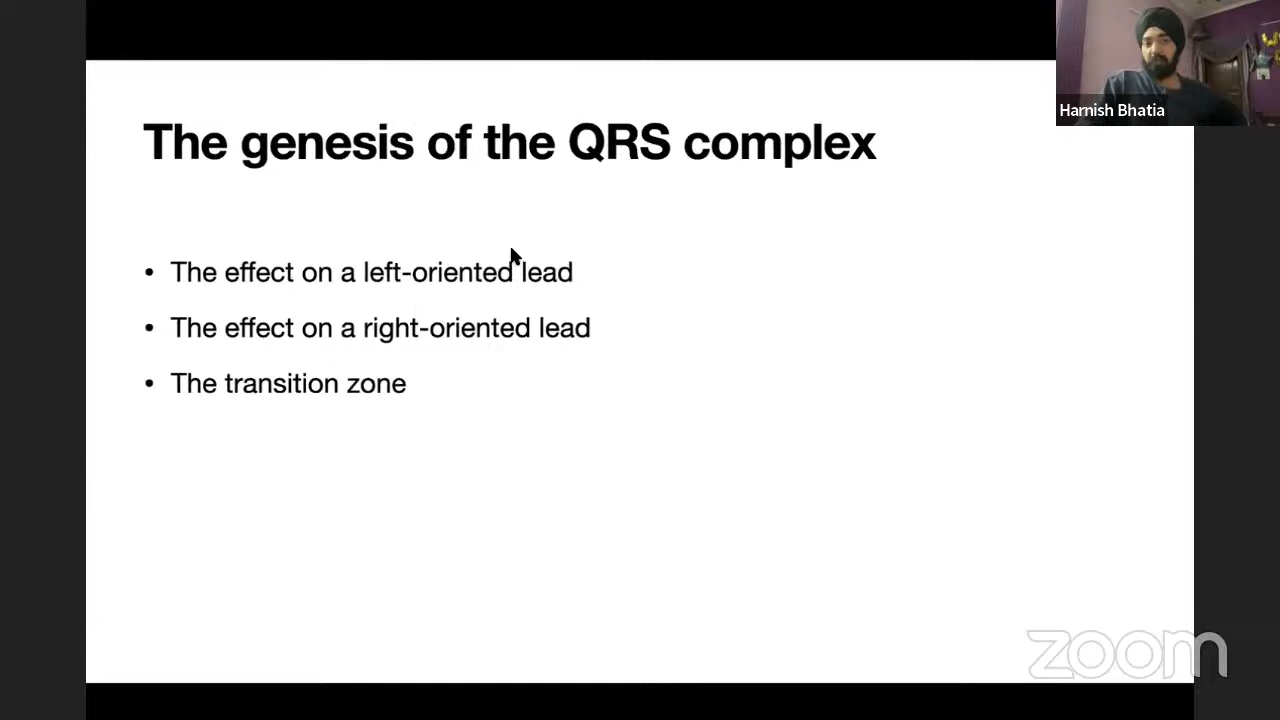 Harnish Bhatia
The genesis of the QRS complex
• The effect on a left-oriented lead
• The effect on a right-oriented lead
• The transition zone
zoom